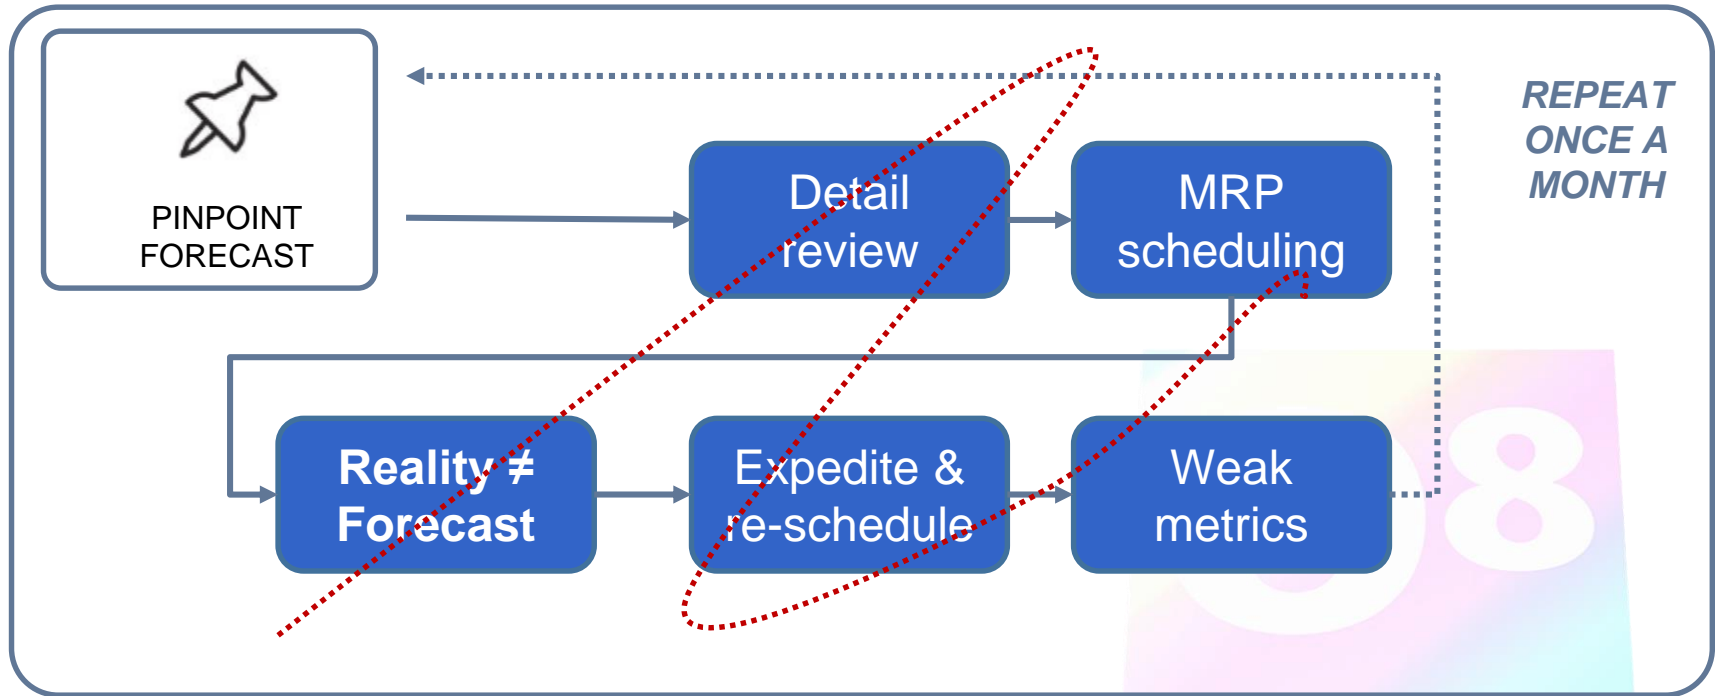 PINPOINT
FORECAST
Detail
review
MRP
scheduling
REPEAT
ONCE A
MONTH
Reality ≠
Forecast
Expedite &
re-schedule
Weak
metrics